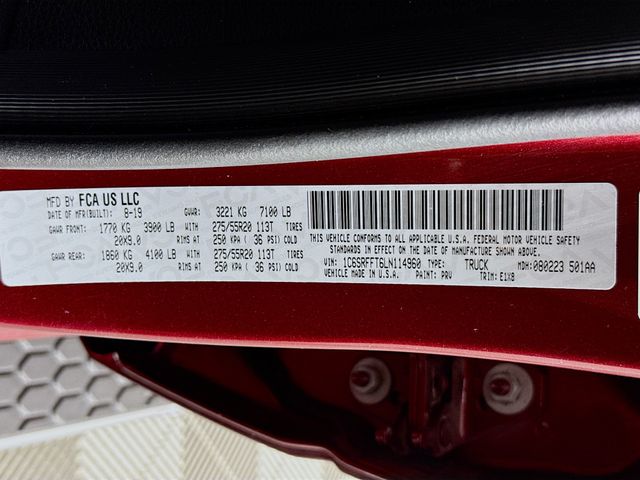 MFD BY FCA US LLC
DATE OF MFR(BUILT): 8-19 GVWR: 3221 KG 7100 LB
GAWR FRONT: 1770 KG 3900 LB WITH 275/55R20 113T TIRES
20X9.0 RIMS AT 250 KPA ( 36 PSI) COLD
GAWR REAR: 1860 KG 4100 LB WITH 275/55R20 113T TIRES
20X9.0 RIMS AT 250 KPA ( 36 PSI) COLD
THIS VEHICLE CONFORMS TO ALL APPLICABLE U.S.A. FEDERAL MOTOR VEHICLE SAFETY
STANDARDS IN EFFECT ON THE DATE OF MANUFACTURE SHOWN ABOVE.
VIN: 1C6SRFFT6LN114960 TYPE: TRUCK MDH: 080223 501AA
VEHICLE MADE IN U.S.A. PAINT: PRV TRIM: E1X8